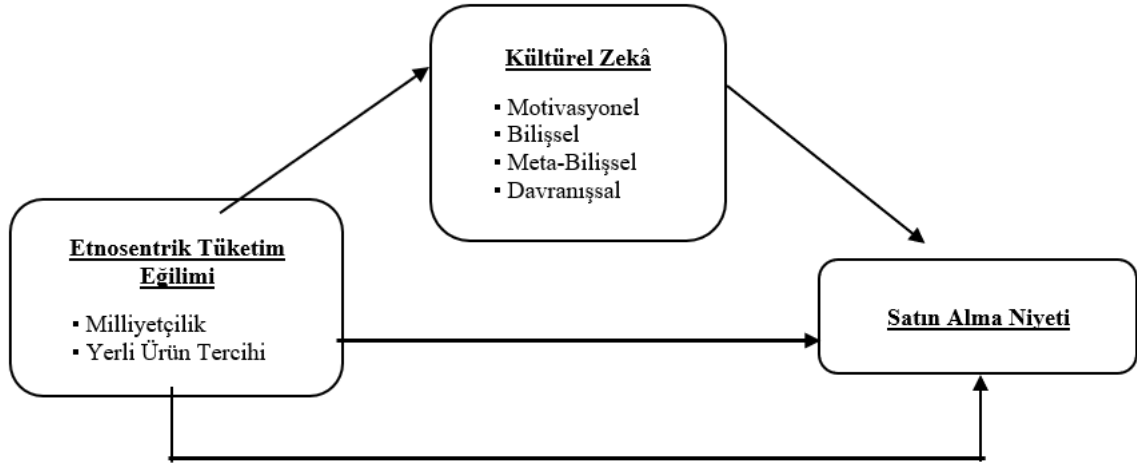 Kültürel Zekâ
▪ Motivasyonel
▪ Bilişsel
▪ Meta-Bilişsel
▪ Davranışsal
Etnosentrik Tüketim
Eğilimi
▪ Milliyetçilik
▪ Yerli Ürün Tercihi
Satın Alma Niyeti